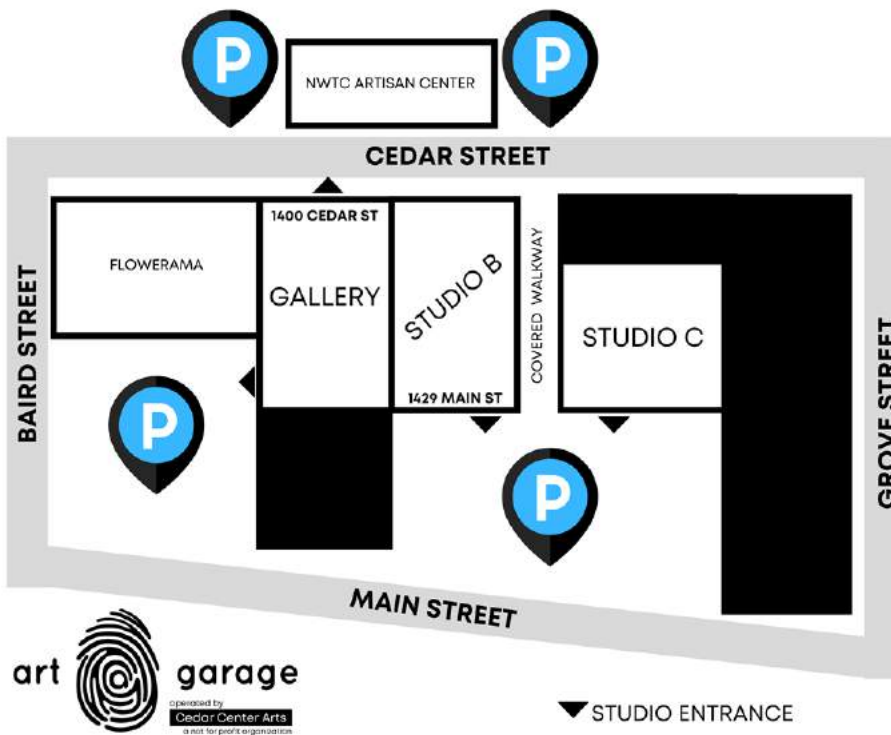 P
P
NWTC ARTISAN CENTER
CEDAR STREET
1400 CEDAR ST
FLOWERAMA
GALLERY
STUDIO B
COVERED WALKWAY
STUDIO C
1429 MAIN ST
BAIRD STREET
GROVE STREET
P
P
MAIN STREET
art garage
operated by
Cedar Center Arts
a not for profit organization
STUDIO ENTRANCE